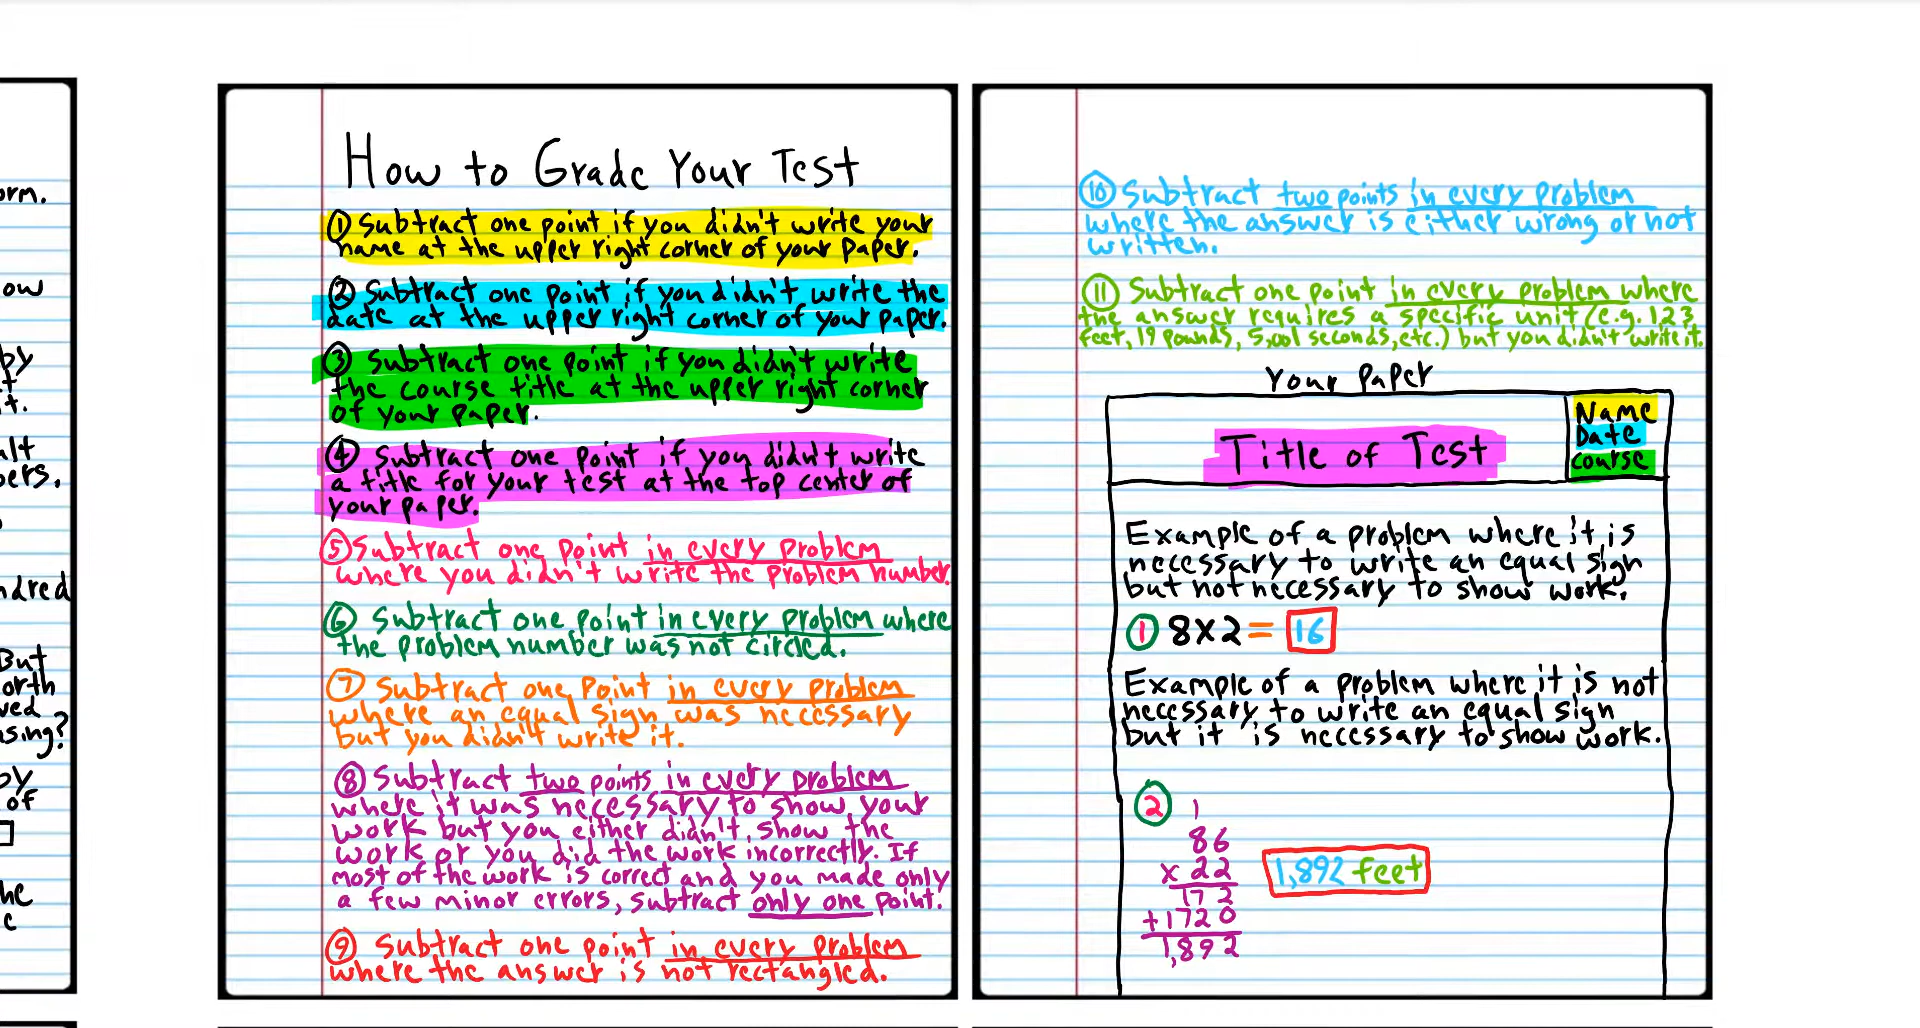 orm.
ow
by
t
t.
alt
bers.
ndred
But
orth
ved
sing?
by
of
he
c
How to Grade Your Test
① Subtract one point if you didn't write your
name at the upper right corner of your paper.
② Subtract one point if you didn't write the
date at the upper right corner of your paper.
③ Subtract one point if you didn't write
the course title at the upper right corner
of your paper.
④ Subtract one point if you didn't write
a title for your test at the top center of
your paper.
⑤ Subtract one point in every problem
where you didn't write the problem number.
⑥ Subtract one point in every problem where
the problem number was not circled.
⑦ Subtract one point in every problem
where an equal sign was necessary
but you didn't write it.
⑧ Subtract two points in every problem
where it was necessary to show your
work but you either didn't show the
work or you did the work incorrectly. If
most of the work is correct and you made only
a few minor errors, subtract only one point.
⑨ Subtract one point in every problem
where the answer is not rectangled.
⑩ Subtract two points in every problem
where the answer is either wrong or not
written.
⑪ Subtract one point in every problem where
the answer requires a specific unit (e.g. 123
feet, 19 pounds, 5,001 seconds, etc.) but you didn't write it.
Your Paper
Name
Date
Course
Title of Test
Example of a problem where it is
necessary to write an equal sign
but not necessary to show work.
① 8x2 = 16
Example of a problem where it is not
necessary to write an equal sign
but it is necessary to show work.
② 1
86
x 22
172
+1720
1,892
1,892 feet